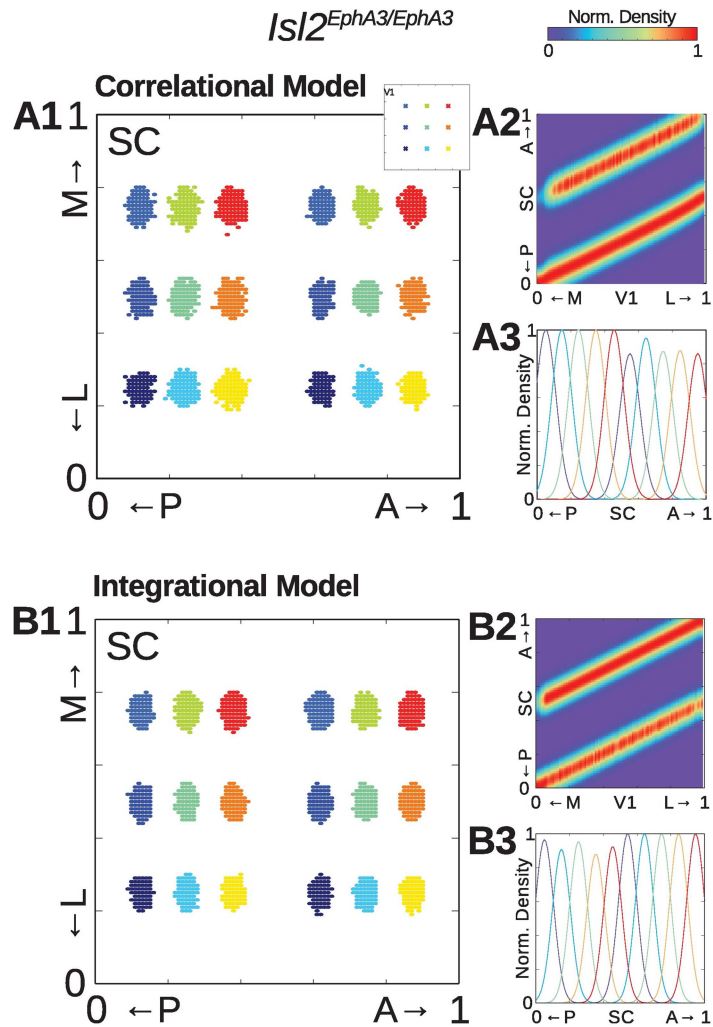 Isl2EphA3/EphA3
Norm. Density
0 1
Correlational Model
A1
1
SC
M→
←L
0
0 ←P A→ 1
V1
A2
1
A→
SC
←P
0
0 ←M V1 L→ 1
A3
1
Norm. Density
0
0 ←P SC A→ 1
Integrational Model
B1
1
SC
M→
←L
0
0 ←P A→ 1
B2
1
A→
SC
←P
0
0 ←M V1 L→ 1
B3
1
Norm. Density
0
0 ←P SC A→ 1